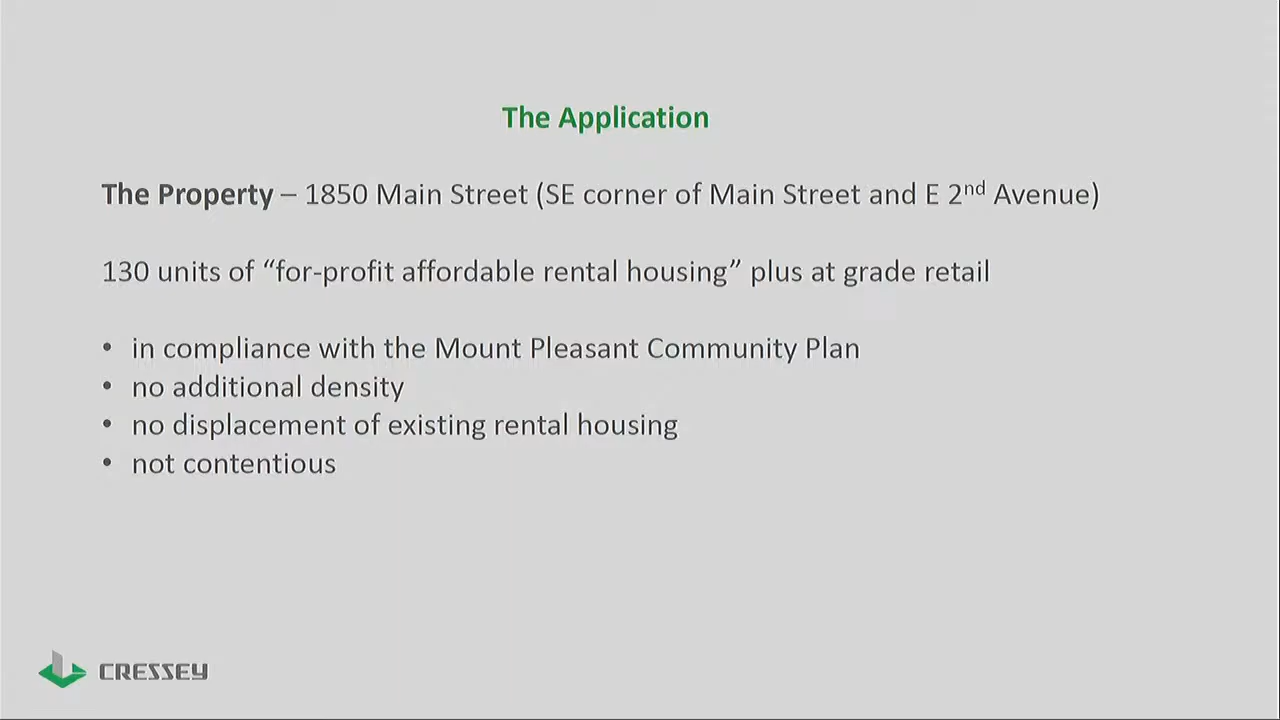 The Application
The Property – 1850 Main Street (SE corner of Main Street and E 2nd Avenue)
130 units of “for-profit affordable rental housing” plus at grade retail
• in compliance with the Mount Pleasant Community Plan
• no additional density
• no displacement of existing rental housing
• not contentious
CRESSEY